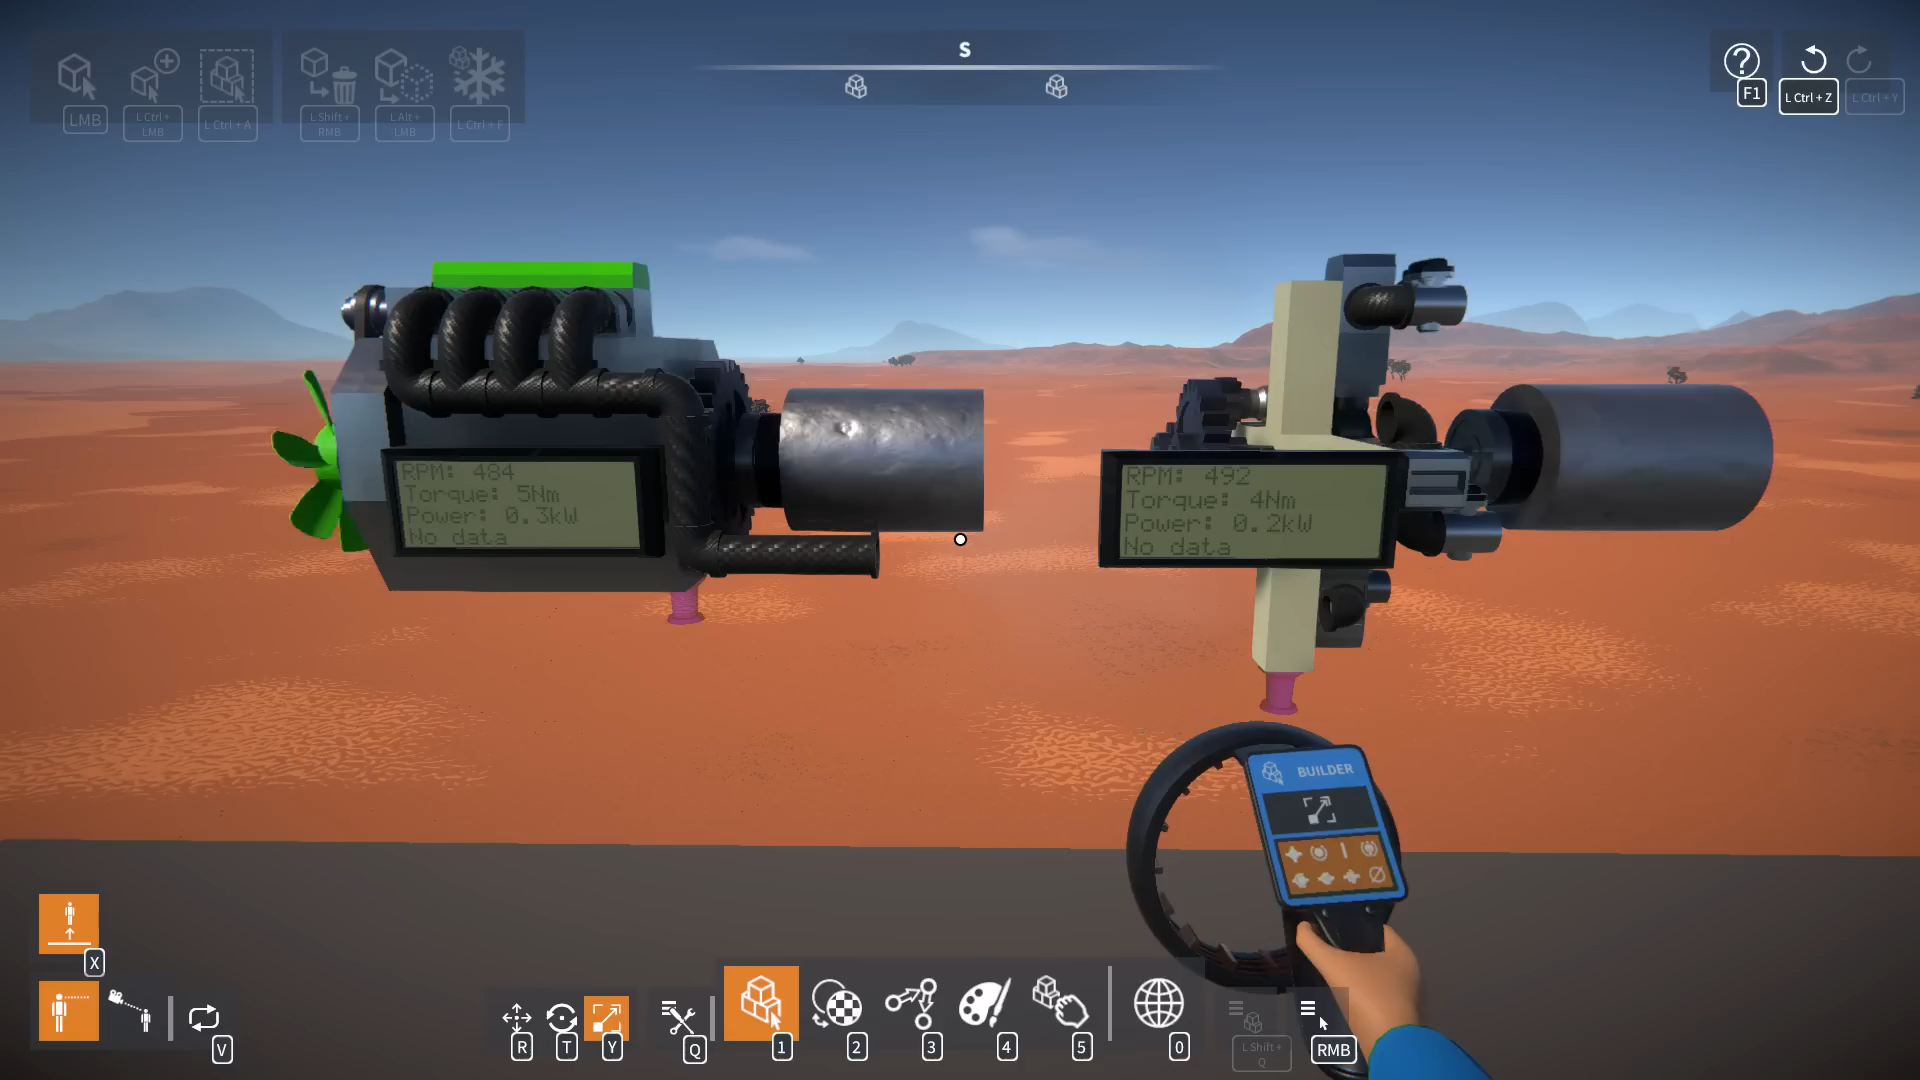 S
LMB
L Ctrl + LMB
L Ctrl + A
L Shift + RMB
L Alt + LMB
L Ctrl + F
F1
L Ctrl + Z
L Ctrl + Y
RPM: 484
Torque: 5Nm
Power: 0.3kW
No data
RPM: 492
Torque: 4Nm
Power: 0.2kW
No data
BUILDER
X
V
R
T
Y
Q
1
2
3
4
5
0
L Shift + Q
RMB